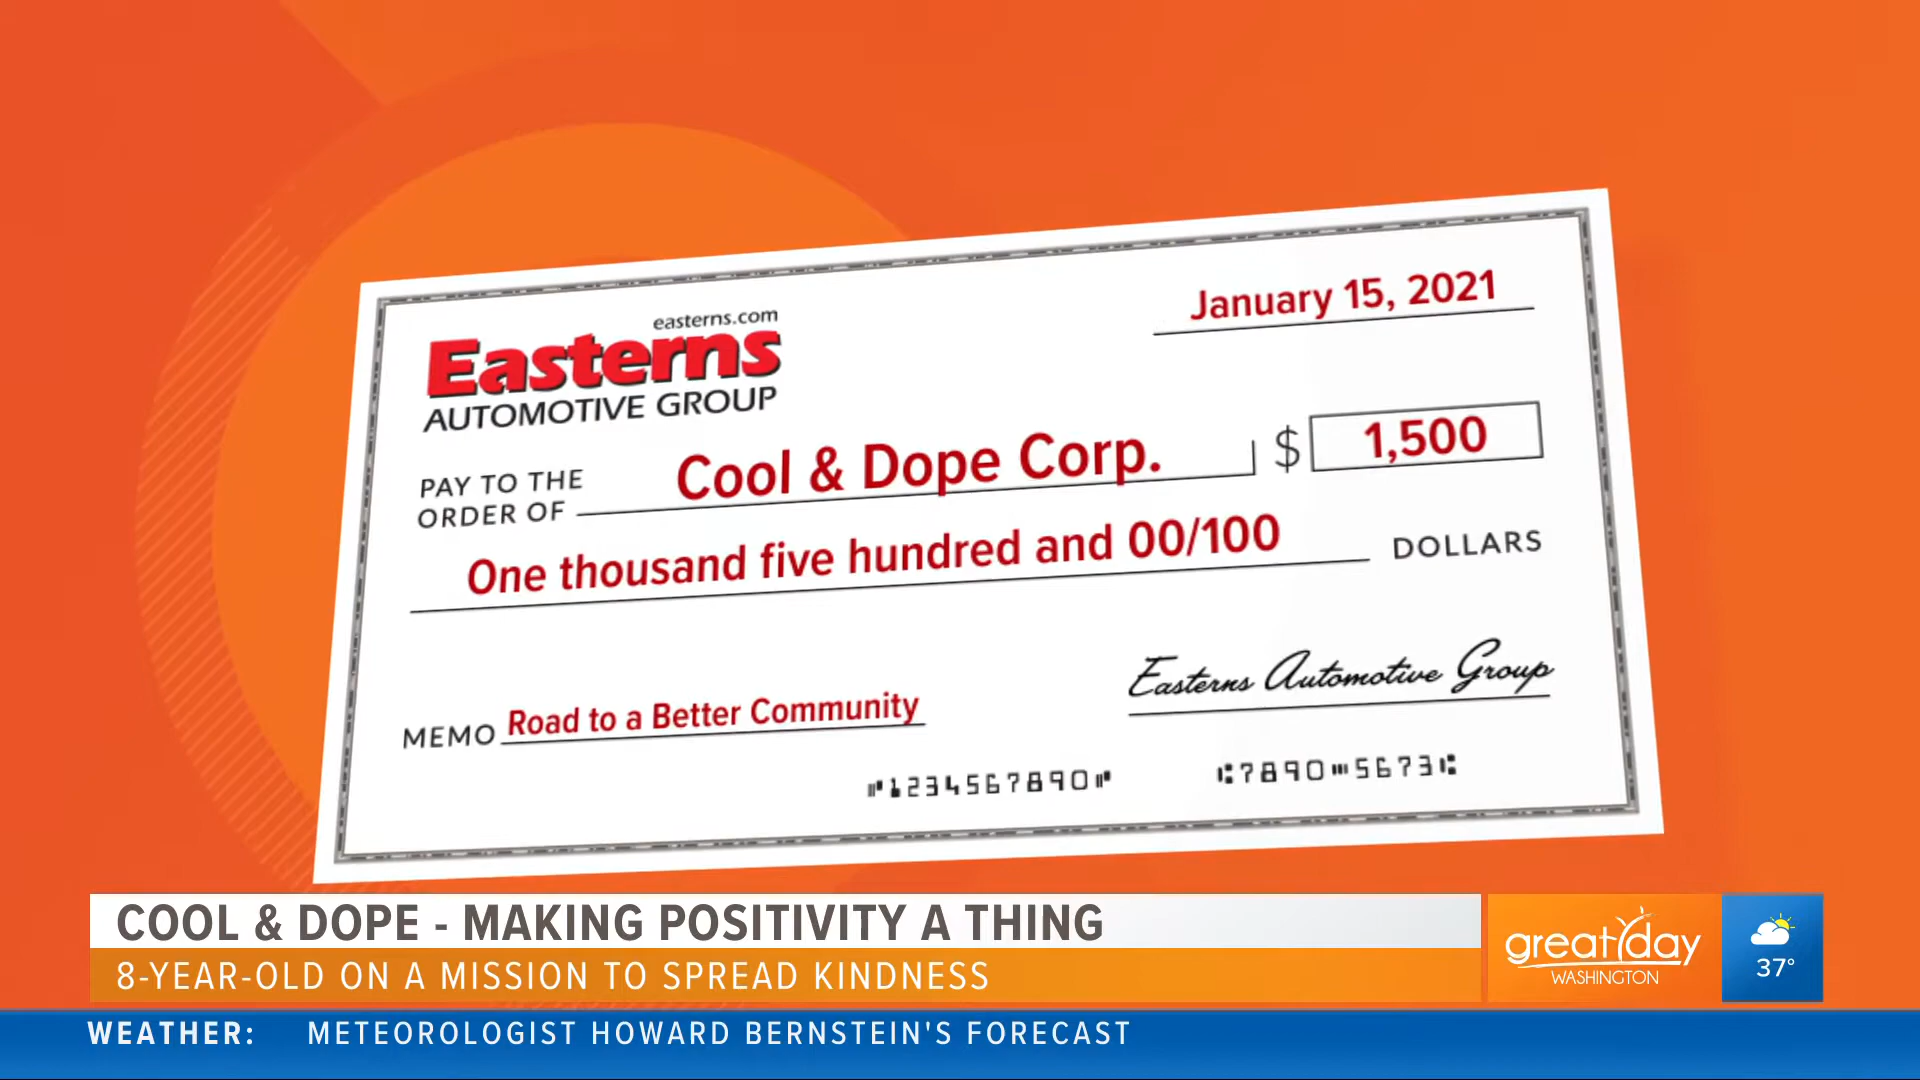 easterns.com
Easterns
AUTOMOTIVE GROUP
January 15, 2021
PAY TO THE
ORDER OF
Cool & Dope Corp.
$ 1,500
One thousand five hundred and 00/100 DOLLARS
MEMO Road to a Better Community
Easterns Automotive Group
⑈1234567890⑈ ⑆7890⑉5673⑆
COOL & DOPE - MAKING POSITIVITY A THING
8-YEAR-OLD ON A MISSION TO SPREAD KINDNESS
great day
WASHINGTON
37°
WEATHER: METEOROLOGIST HOWARD BERNSTEIN'S FORECAST